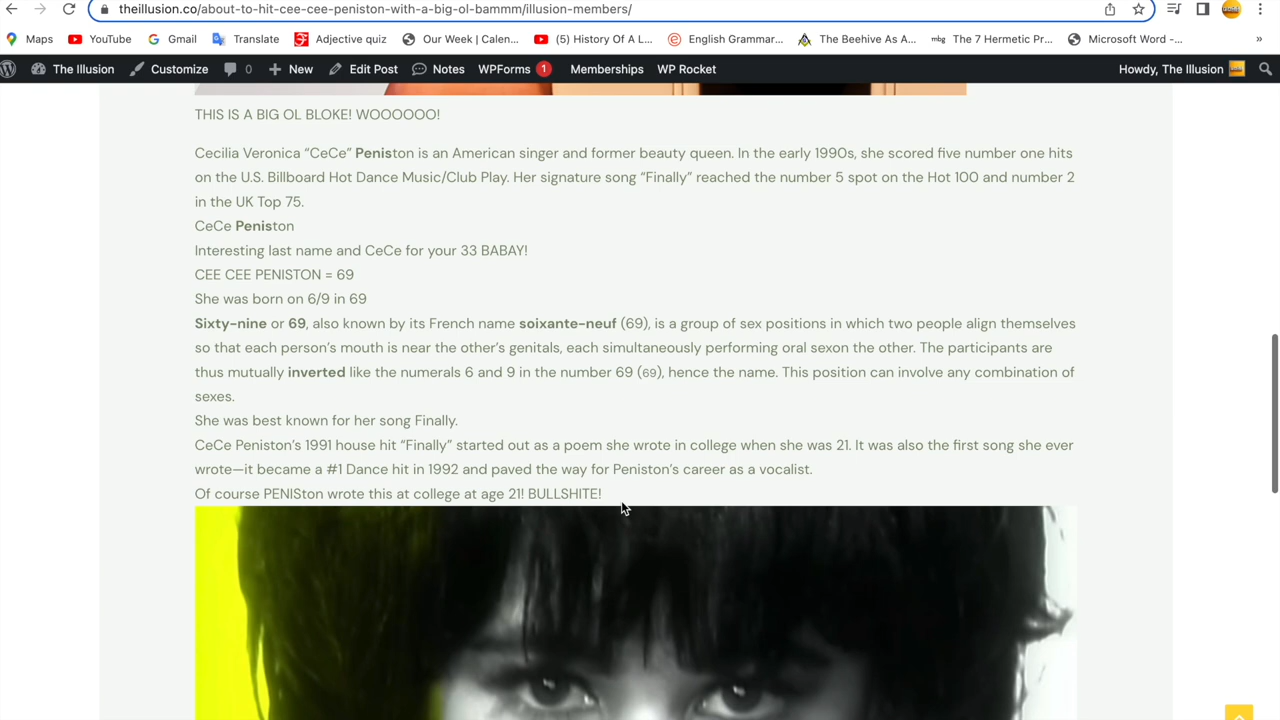 theillusion.co/about-to-hit-cee-cee-peniston-with-a-big-ol-bammm/illusion-members/
Maps YouTube Gmail Translate Adjective quiz Our Week | Calen... (5) History Of A L... English Grammar... The Beehive As A... mbg The 7 Hermetic Pr... Microsoft Word -... »
The Illusion Customize 0 + New Edit Post Notes WPForms 1 Memberships WP Rocket Howdy, The Illusion
THIS IS A BIG OL BLOKE! WOOOOOO!
Cecilia Veronica “CeCe” Peniston is an American singer and former beauty queen. In the early 1990s, she scored five number one hits
on the U.S. Billboard Hot Dance Music/Club Play. Her signature song “Finally” reached the number 5 spot on the Hot 100 and number 2
in the UK Top 75.
CeCe Peniston
Interesting last name and CeCe for your 33 BABAY!
CEE CEE PENISTON = 69
She was born on 6/9 in 69
Sixty-nine or 69, also known by its French name soixante-neuf (69), is a group of sex positions in which two people align themselves
so that each person’s mouth is near the other’s genitals, each simultaneously performing oral sexon the other. The participants are
thus mutually inverted like the numerals 6 and 9 in the number 69 (69), hence the name. This position can involve any combination of
sexes.
She was best known for her song Finally.
CeCe Peniston’s 1991 house hit “Finally” started out as a poem she wrote in college when she was 21. It was also the first song she ever
wrote—it became a #1 Dance hit in 1992 and paved the way for Peniston’s career as a vocalist.
Of course PENISton wrote this at college at age 21! BULLSHITE!